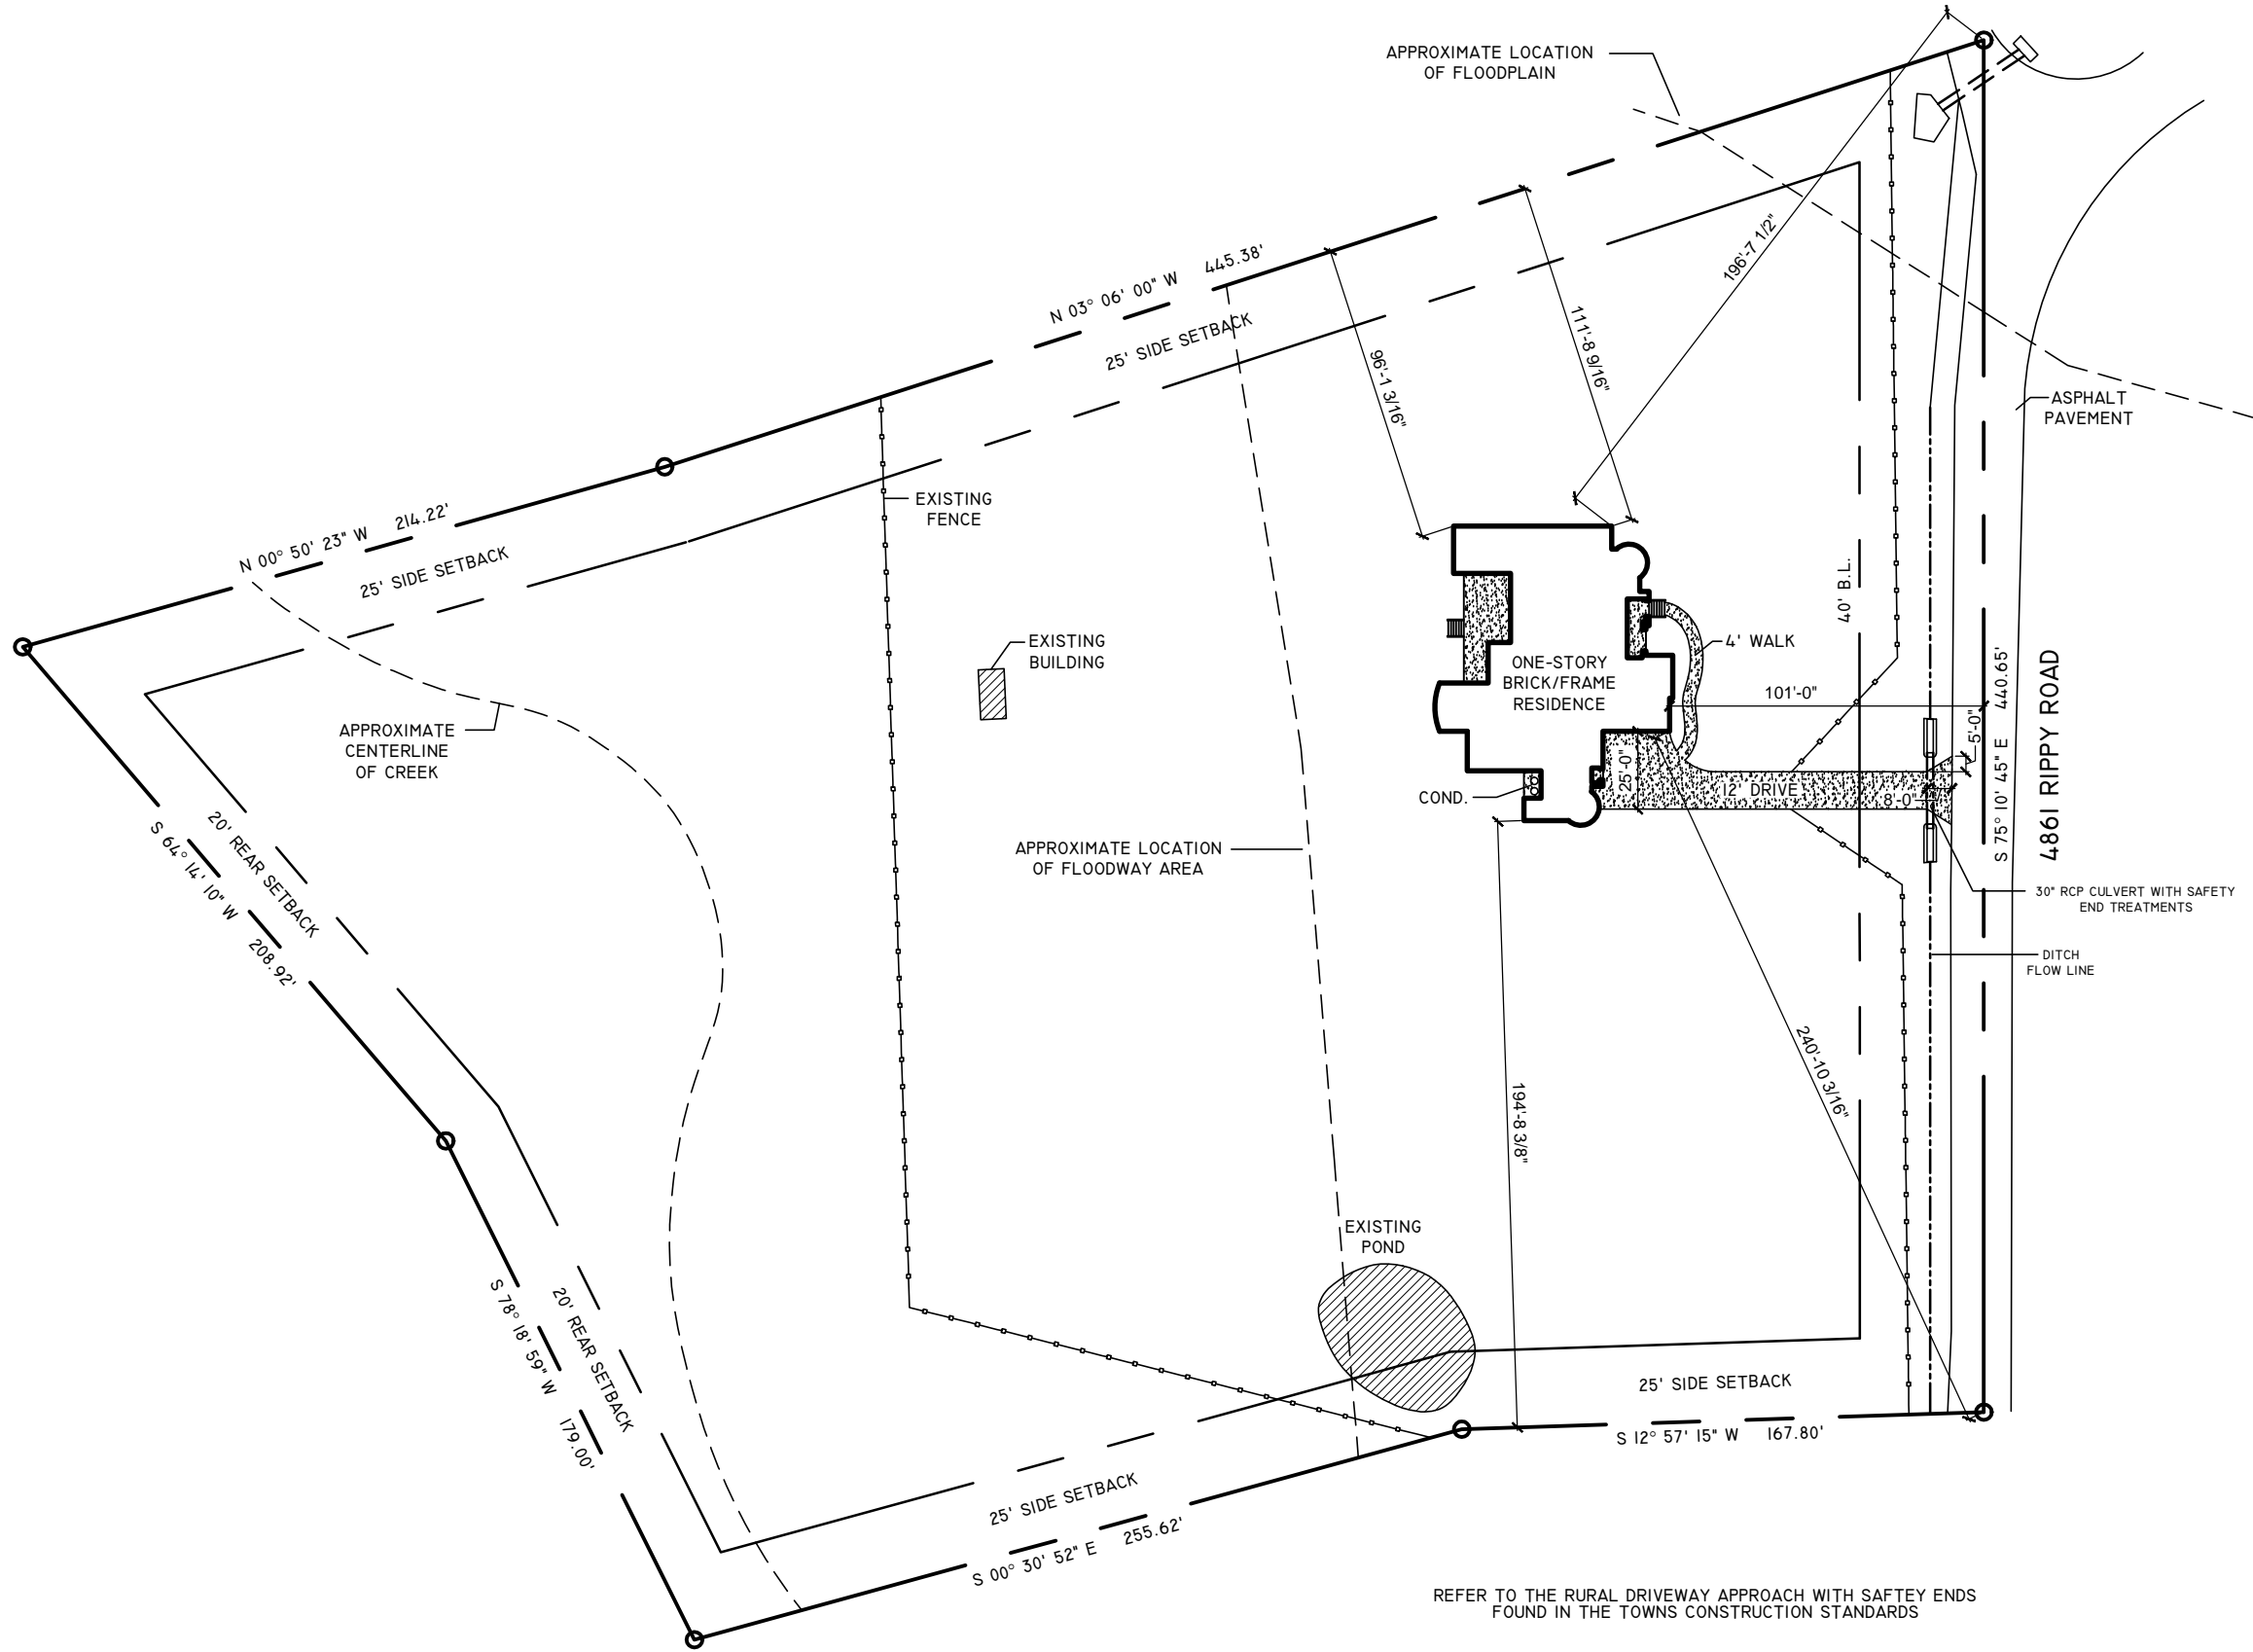 APPROXIMATE LOCATION
OF FLOODPLAIN
N 03° 06' 00" W 445.38'
25' SIDE SETBACK
196'-7 1/2"
111'-8 9/16"
96'-1 3/16"
ASPHALT
PAVEMENT
N 00° 50' 23" W 214.22'
25' SIDE SETBACK
EXISTING
FENCE
EXISTING
BUILDING
40' B.L.
4' WALK
ONE-STORY
BRICK/FRAME
RESIDENCE
101'-0"
S 75° 10' 45" E 440.65'
4861 RIPPY ROAD
5'-0"
APPROXIMATE
CENTERLINE
OF CREEK
25'-0"
12' DRIVE
8'-0"
COND.
20' REAR SETBACK
S 64° 14' 10" W 208.92'
APPROXIMATE LOCATION
OF FLOODWAY AREA
30" RCP CULVERT WITH SAFETY
END TREATMENTS
DITCH
FLOW LINE
240'-10 3/16"
194'-8 3/8"
EXISTING
POND
20' REAR SETBACK
S 78° 18' 59" W 179.00'
25' SIDE SETBACK
S 12° 57' 15" W 167.80'
25' SIDE SETBACK
S 00° 30' 52" E 255.62'
REFER TO THE RURAL DRIVEWAY APPROACH WITH SAFTEY ENDS
FOUND IN THE TOWNS CONSTRUCTION STANDARDS